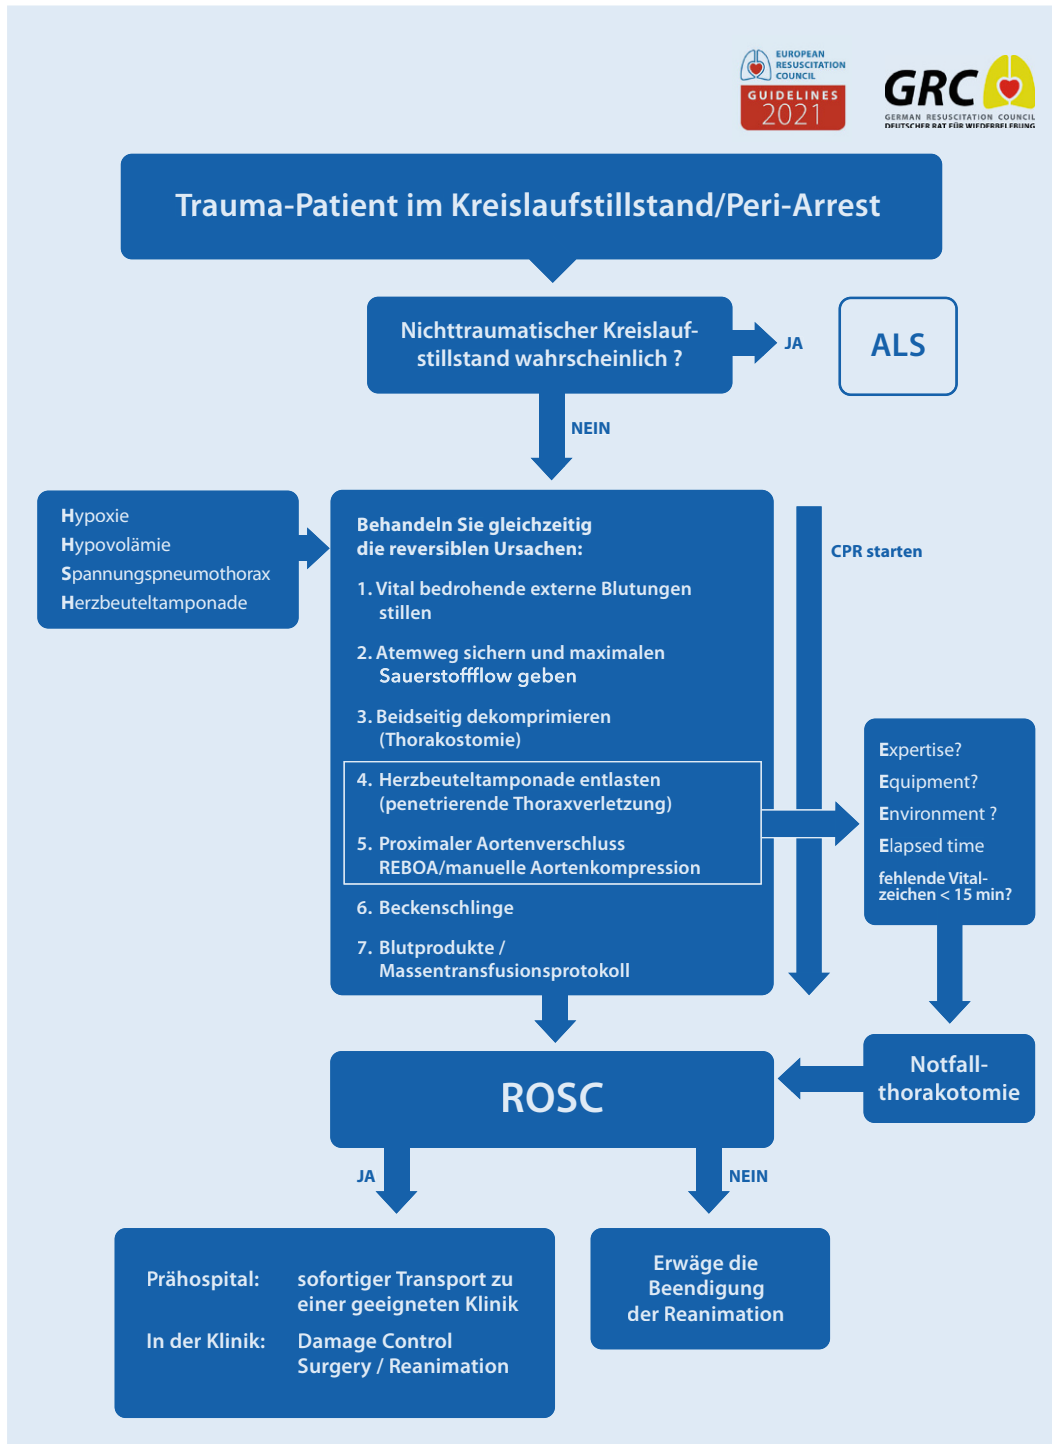 EUROPEAN
RESUSCITATION
COUNCIL
GUIDELINES
2021
GRC
GERMAN RESUSCITATION COUNCIL
DEUTSCHER RAT FÜR WIEDERBELEBUNG
Trauma-Patient im Kreislaufstillstand/Peri-Arrest
Nichttraumatischer Kreislauf-
stillstand wahrscheinlich ?
JA
ALS
NEIN
Hypoxie
Hypovolämie
Spannungspneumothorax
Herzbeuteltamponade
Behandeln Sie gleichzeitig
die reversiblen Ursachen:
1. Vital bedrohende externe Blutungen
stillen
2. Atemweg sichern und maximalen
Sauerstoffflow geben
3. Beidseitig dekomprimieren
(Thorakostomie)
4. Herzbeuteltamponade entlasten
(penetrierende Thoraxverletzung)
5. Proximaler Aortenverschluss
REBOA/manuelle Aortenkompression
6. Beckenschlinge
7. Blutprodukte /
Massentransfusionsprotokoll
CPR starten
Expertise?
Equipment?
Environment ?
Elapsed time
fehlende Vital-
zeichen < 15 min?
Notfall-
thorakotomie
ROSC
JA
NEIN
Prähospital: sofortiger Transport zu
einer geeigneten Klinik
In der Klinik: Damage Control
Surgery / Reanimation
Erwäge die
Beendigung
der Reanimation